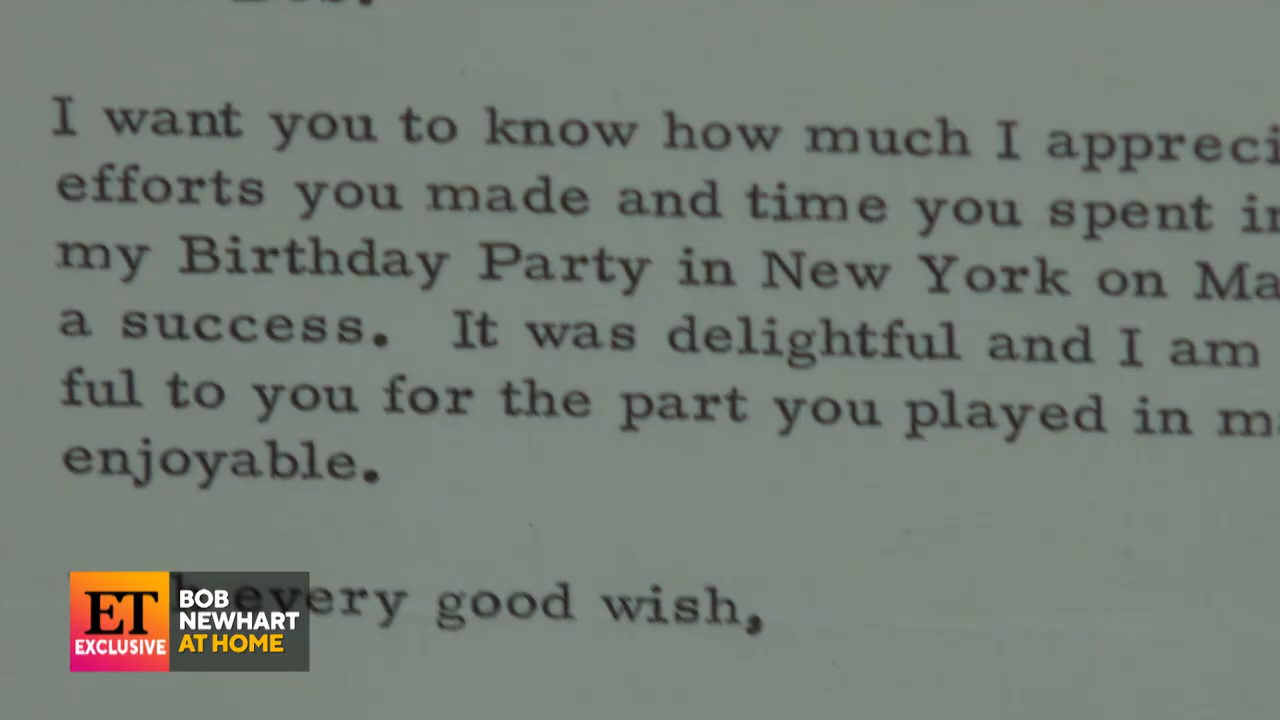 I want you to know how much I appreci
efforts you made and time you spent in
my Birthday Party in New York on Ma
a success. It was delightful and I am
ful to you for the part you played in m
enjoyable.
every good wish,
ET
EXCLUSIVE
BOB
NEWHART
AT HOME